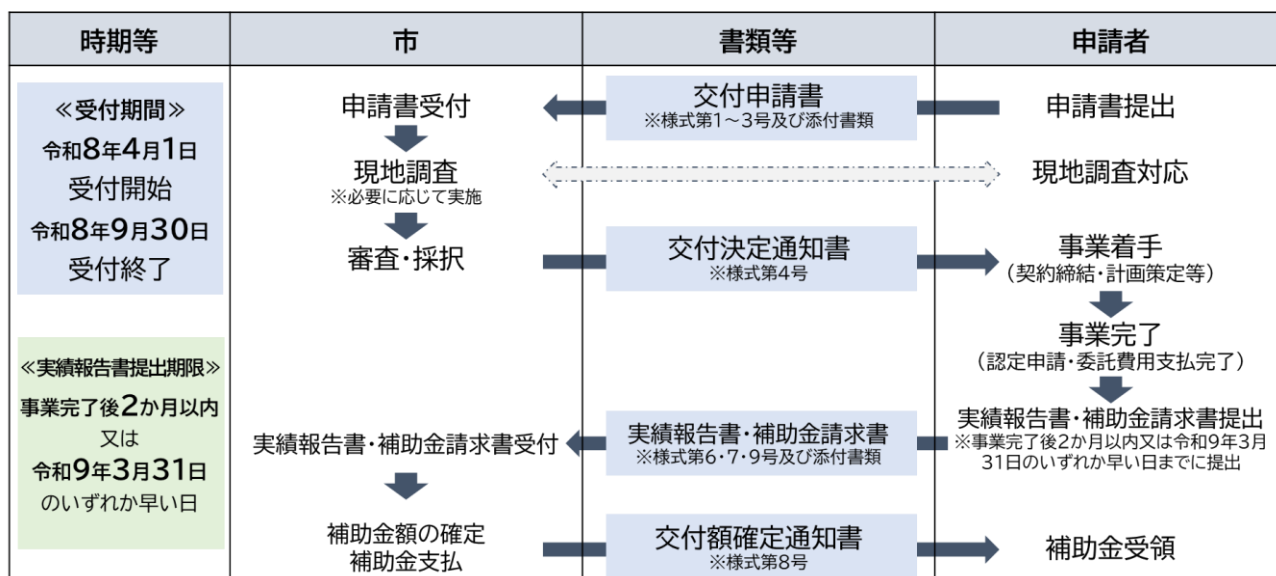 時期等
市
書類等
申請者
≪受付期間≫
令和8年4月1日
受付開始
令和8年9月30日
受付終了
申請書受付
交付申請書
※様式第1～3号及び添付書類
申請書提出
現地調査
※必要に応じて実施
現地調査対応
審査・採択
交付決定通知書
※様式第4号
事業着手
（契約締結・計画策定等）
事業完了
（認定申請・委託費用支払完了）
≪実績報告書提出期限≫
事業完了後2か月以内
又は
令和9年3月31日
のいずれか早い日
実績報告書・補助金請求書受付
実績報告書・補助金請求書
※様式第6・7・9号及び添付書類
実績報告書・補助金請求書提出
※事業完了後2か月以内又は令和9年3月
31日のいずれか早い日までに提出
補助金額の確定
補助金支払
交付額確定通知書
※様式第8号
補助金受領